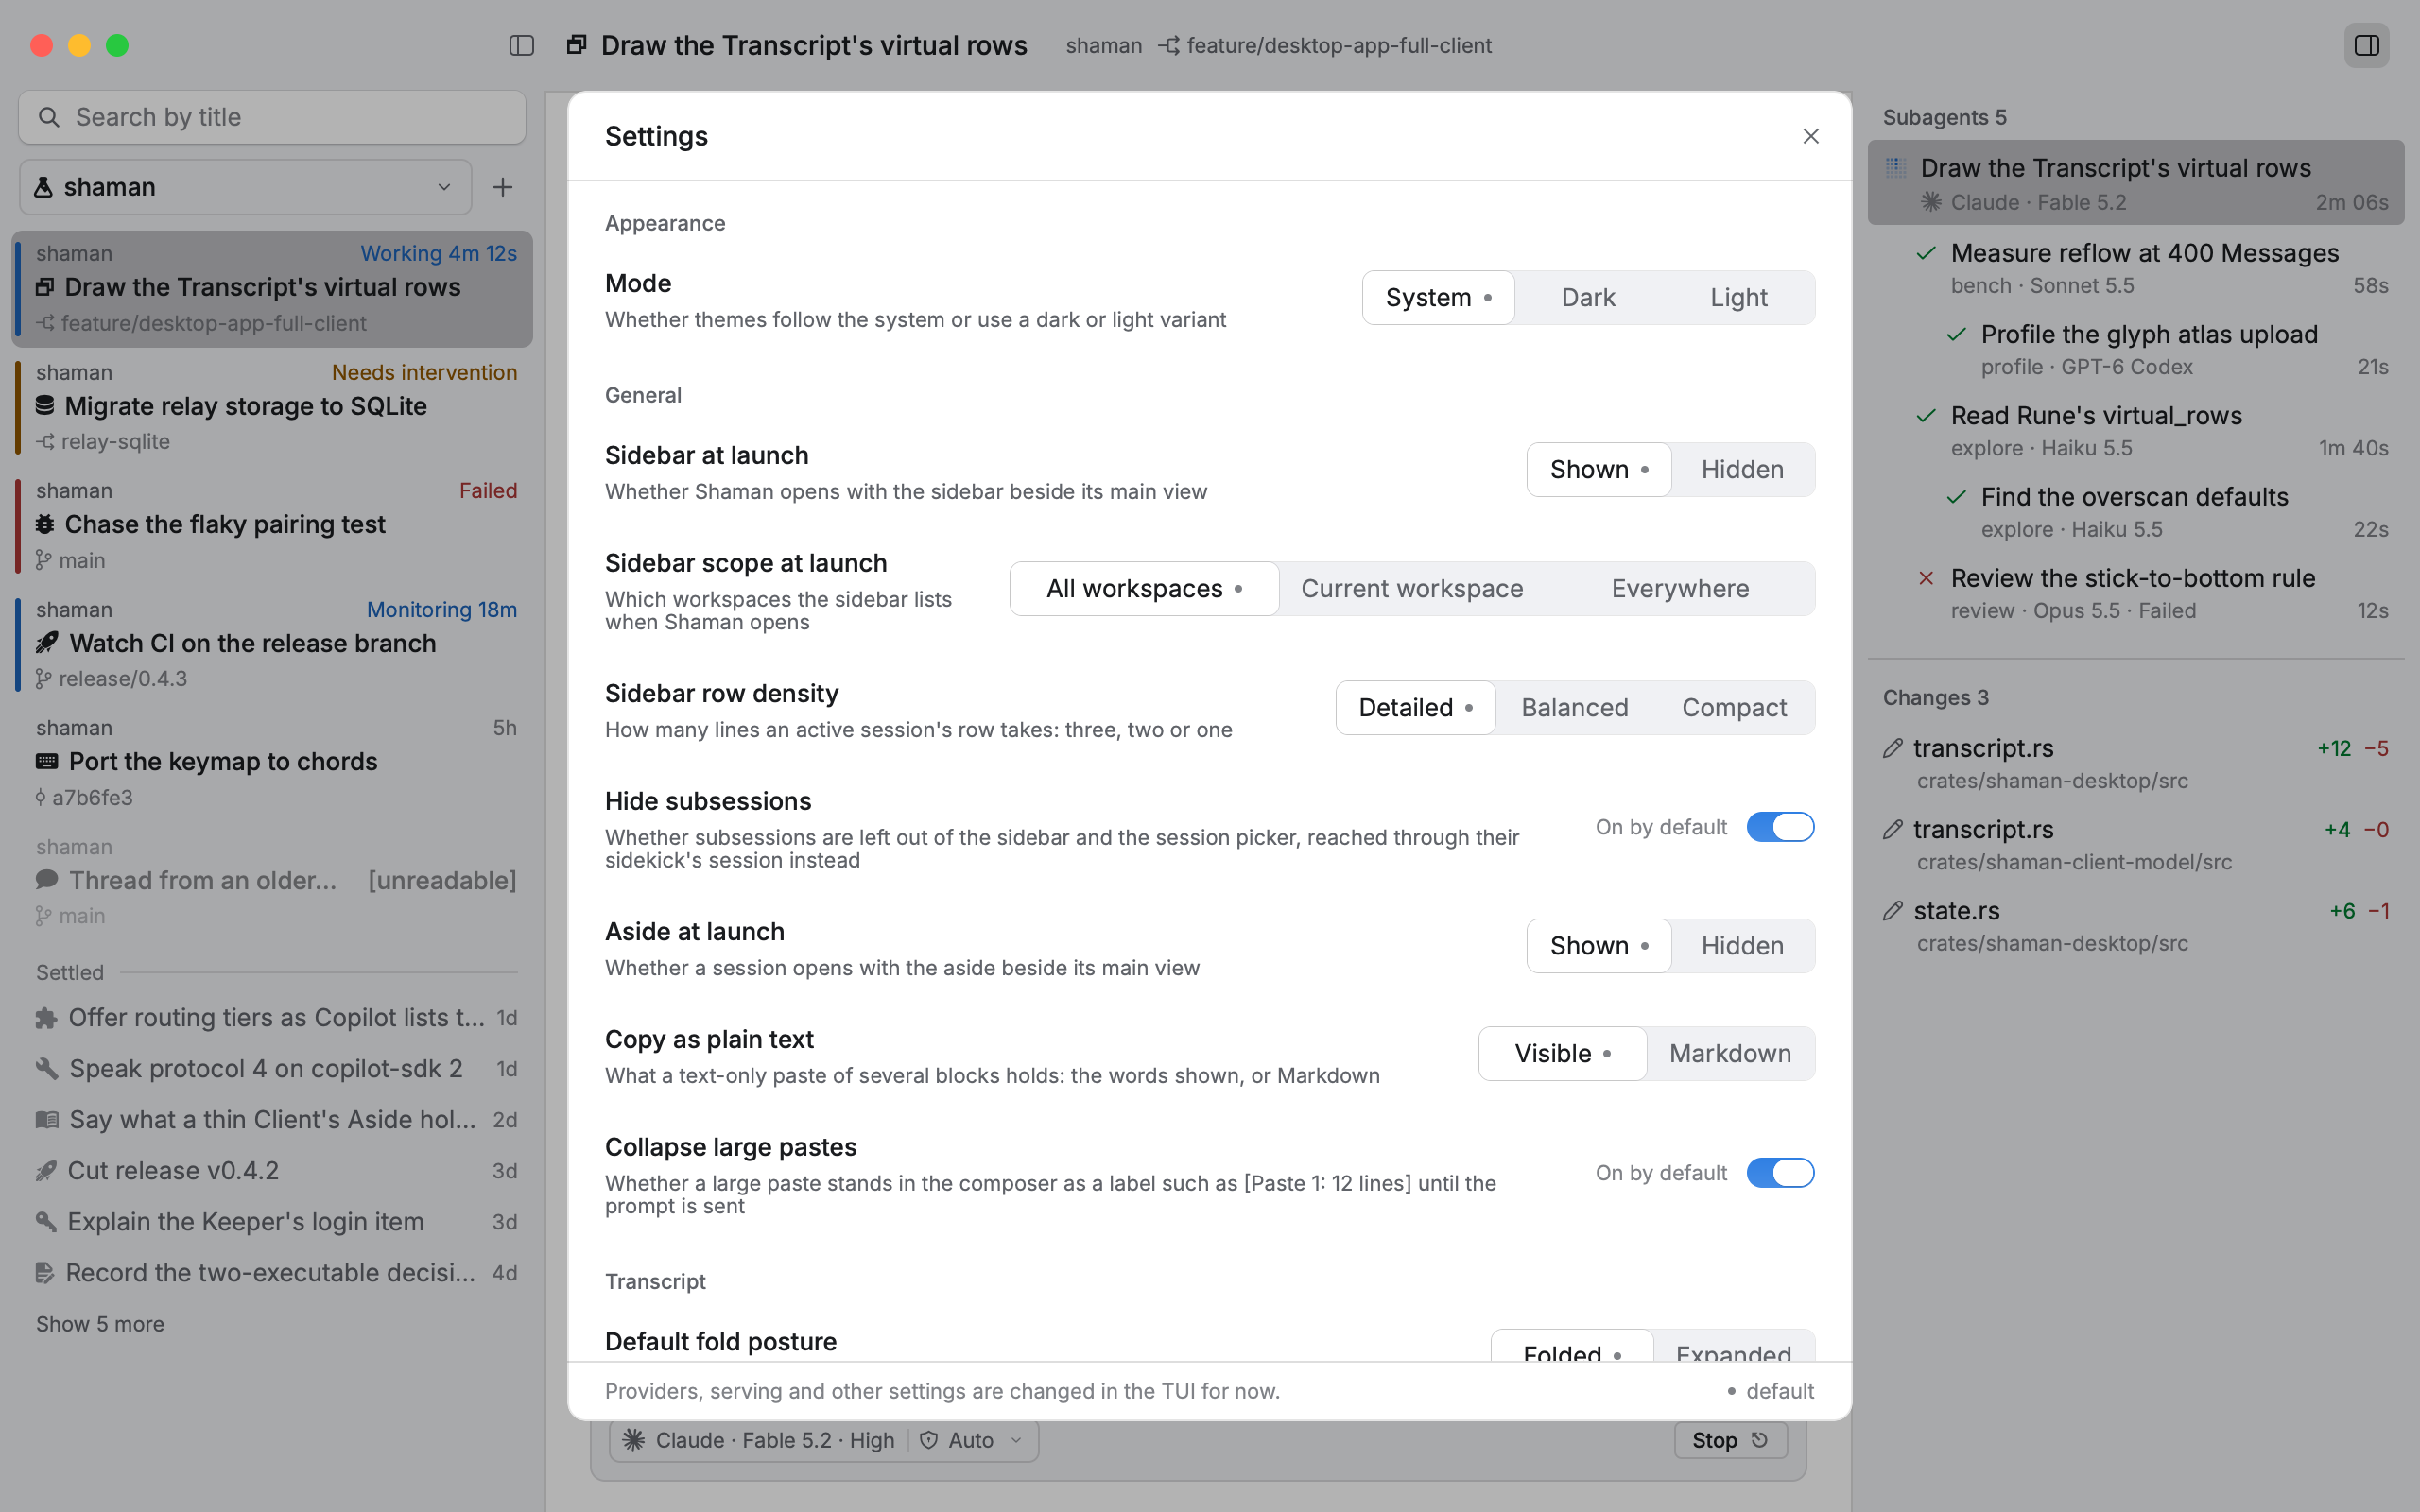 Draw the Transcript's virtual rows
shaman
feature/desktop-app-full-client
Search by title
shaman
shaman
Working 4m 12s
Draw the Transcript's virtual rows
feature/desktop-app-full-client
shaman
Needs intervention
Migrate relay storage to SQLite
relay-sqlite
shaman
Failed
Chase the flaky pairing test
main
shaman
Monitoring 18m
Watch CI on the release branch
release/0.4.3
shaman
5h
Port the keymap to chords
a7b6fe3
shaman
Thread from an older...
[unreadable]
main
Settled
Offer routing tiers as Copilot lists t... 1d
Speak protocol 4 on copilot-sdk 2 1d
Say what a thin Client's Aside hol... 2d
Cut release v0.4.2 3d
Explain the Keeper's login item 3d
Record the two-executable decisi... 4d
Show 5 more
Settings
Appearance
Mode
Whether themes follow the system or use a dark or light variant
System • Dark Light
General
Sidebar at launch
Whether Shaman opens with the sidebar beside its main view
Shown • Hidden
Sidebar scope at launch
Which workspaces the sidebar lists
when Shaman opens
All workspaces • Current workspace Everywhere
Sidebar row density
How many lines an active session's row takes: three, two or one
Detailed • Balanced Compact
Hide subsessions
Whether subsessions are left out of the sidebar and the session picker, reached through their
sidekick's session instead
On by default
Aside at launch
Whether a session opens with the aside beside its main view
Shown • Hidden
Copy as plain text
What a text-only paste of several blocks holds: the words shown, or Markdown
Visible • Markdown
Collapse large pastes
Whether a large paste stands in the composer as a label such as [Paste 1: 12 lines] until the
prompt is sent
On by default
Transcript
Default fold posture
Folded • Expanded
Providers, serving and other settings are changed in the TUI for now.
• default
Claude · Fable 5.2 · High
Auto
Stop
Subagents 5
Draw the Transcript's virtual rows
Claude · Fable 5.2 2m 06s
Measure reflow at 400 Messages
bench · Sonnet 5.5 58s
Profile the glyph atlas upload
profile · GPT-6 Codex 21s
Read Rune's virtual_rows
explore · Haiku 5.5 1m 40s
Find the overscan defaults
explore · Haiku 5.5 22s
Review the stick-to-bottom rule
review · Opus 5.5 · Failed 12s
Changes 3
transcript.rs +12 −5
crates/shaman-desktop/src
transcript.rs +4 −0
crates/shaman-client-model/src
state.rs +6 −1
crates/shaman-desktop/src